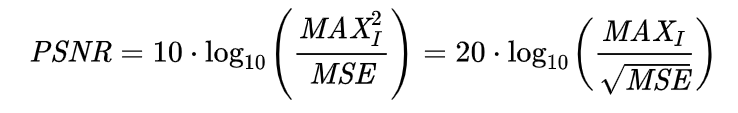 PSNR = 10 · log₁₀ (MAX_I² / MSE) = 20 · log₁₀ (MAX_I / √MSE)